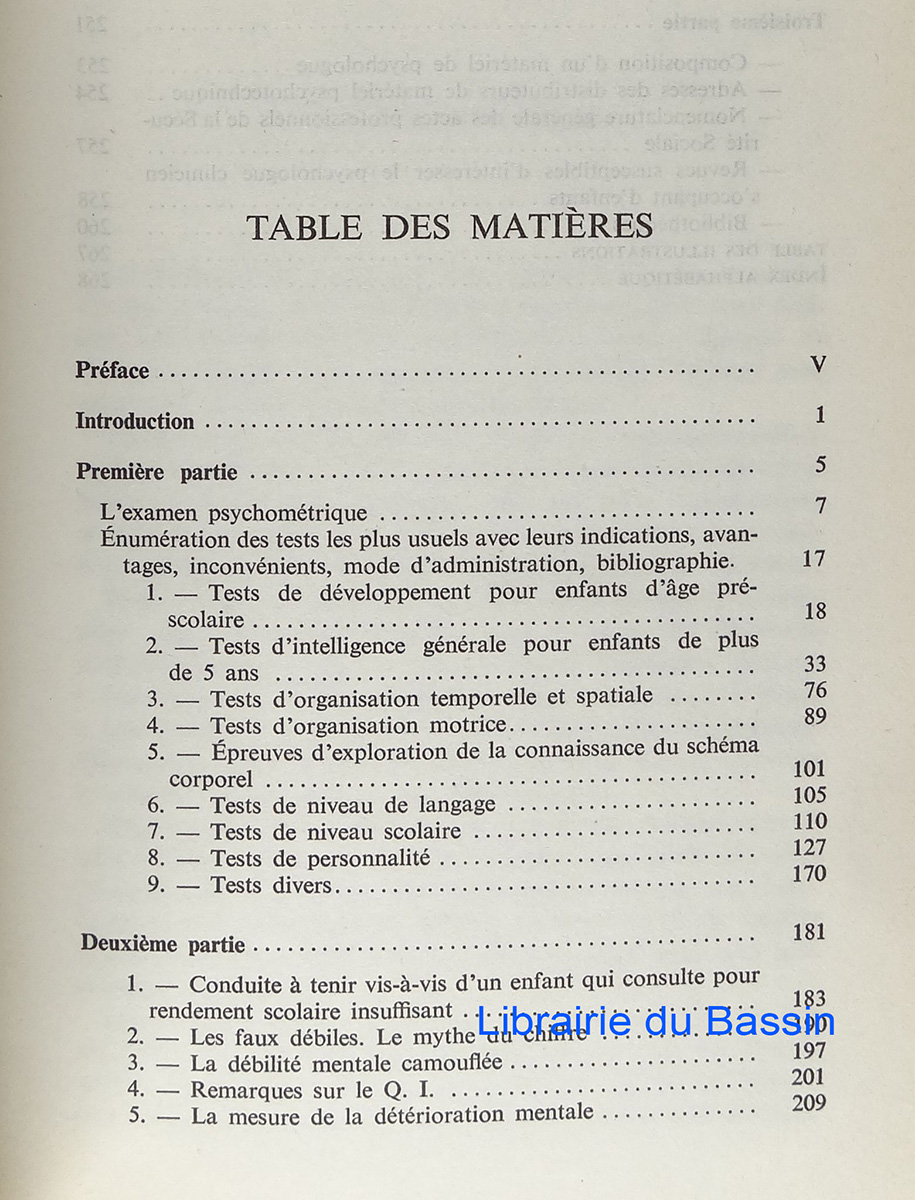 TABLE DES MATIÈRES
Préface ........ V
Introduction ........ 1
Première partie ........ 5
L'examen psychométrique ........ 7
Énumération des tests les plus usuels avec leurs indications, avan-
tages, inconvénients, mode d'administration, bibliographie. 17
1. — Tests de développement pour enfants d'âge pré-
scolaire ........ 18
2. — Tests d'intelligence générale pour enfants de plus
de 5 ans ........ 33
3. — Tests d'organisation temporelle et spatiale ........ 76
4. — Tests d'organisation motrice ........ 89
5. — Épreuves d'exploration de la connaissance du schéma
corporel ........ 101
6. — Tests de niveau de langage ........ 105
7. — Tests de niveau scolaire ........ 110
8. — Tests de personnalité ........ 127
9. — Tests divers ........ 170
Deuxième partie ........ 181
1. — Conduite à tenir vis-à-vis d'un enfant qui consulte pour
rendement scolaire insuffisant ........ 183
Librairie du Bassin
2. — Les faux débiles. Le mythe du chiffre ........ 190
3. — La débilité mentale camouflée ........ 197
4. — Remarques sur le Q. I. ........ 201
5. — La mesure de la détérioration mentale ........ 209